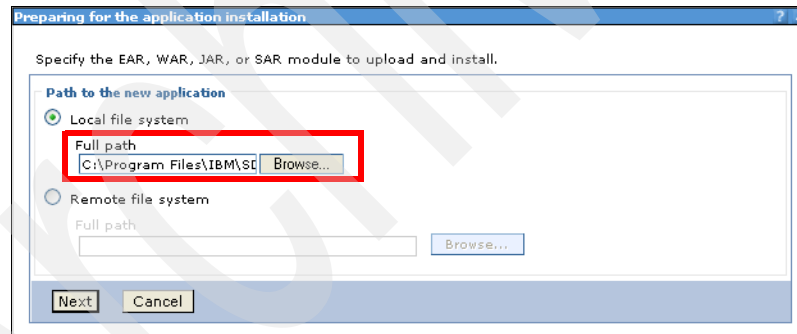 Preparing for the application installation ?
Specify the EAR, WAR, JAR, or SAR module to upload and install.
Path to the new application
Local file system
Full path
C:\Program Files\IBM\SD Browse...
Remote file system
Full path
Browse...
Next Cancel